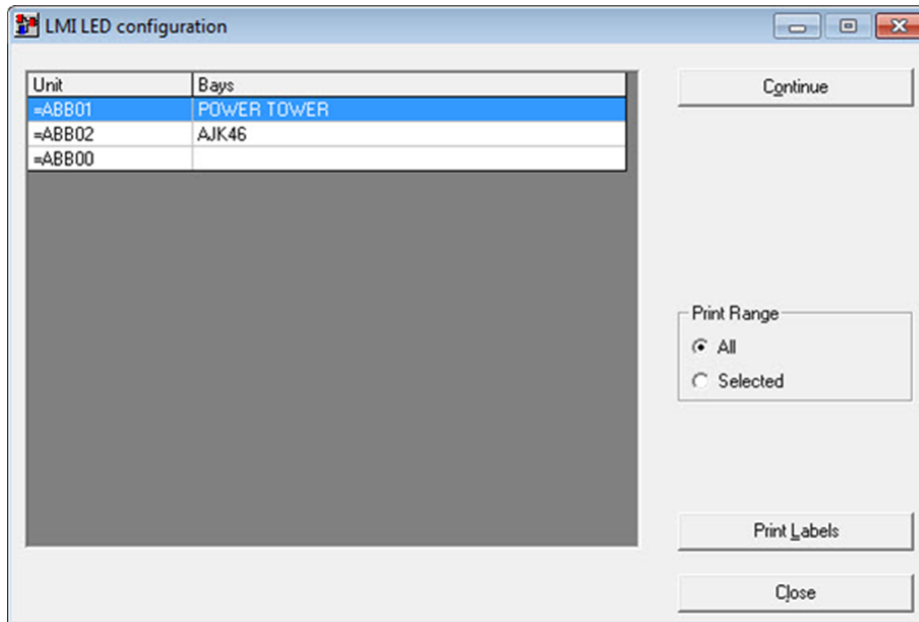 LMI LED configuration
Unit Bays
=ABB01 POWER TOWER
=ABB02 AJK46
=ABB00
Continue
Print Range
All
Selected
Print Labels
Close